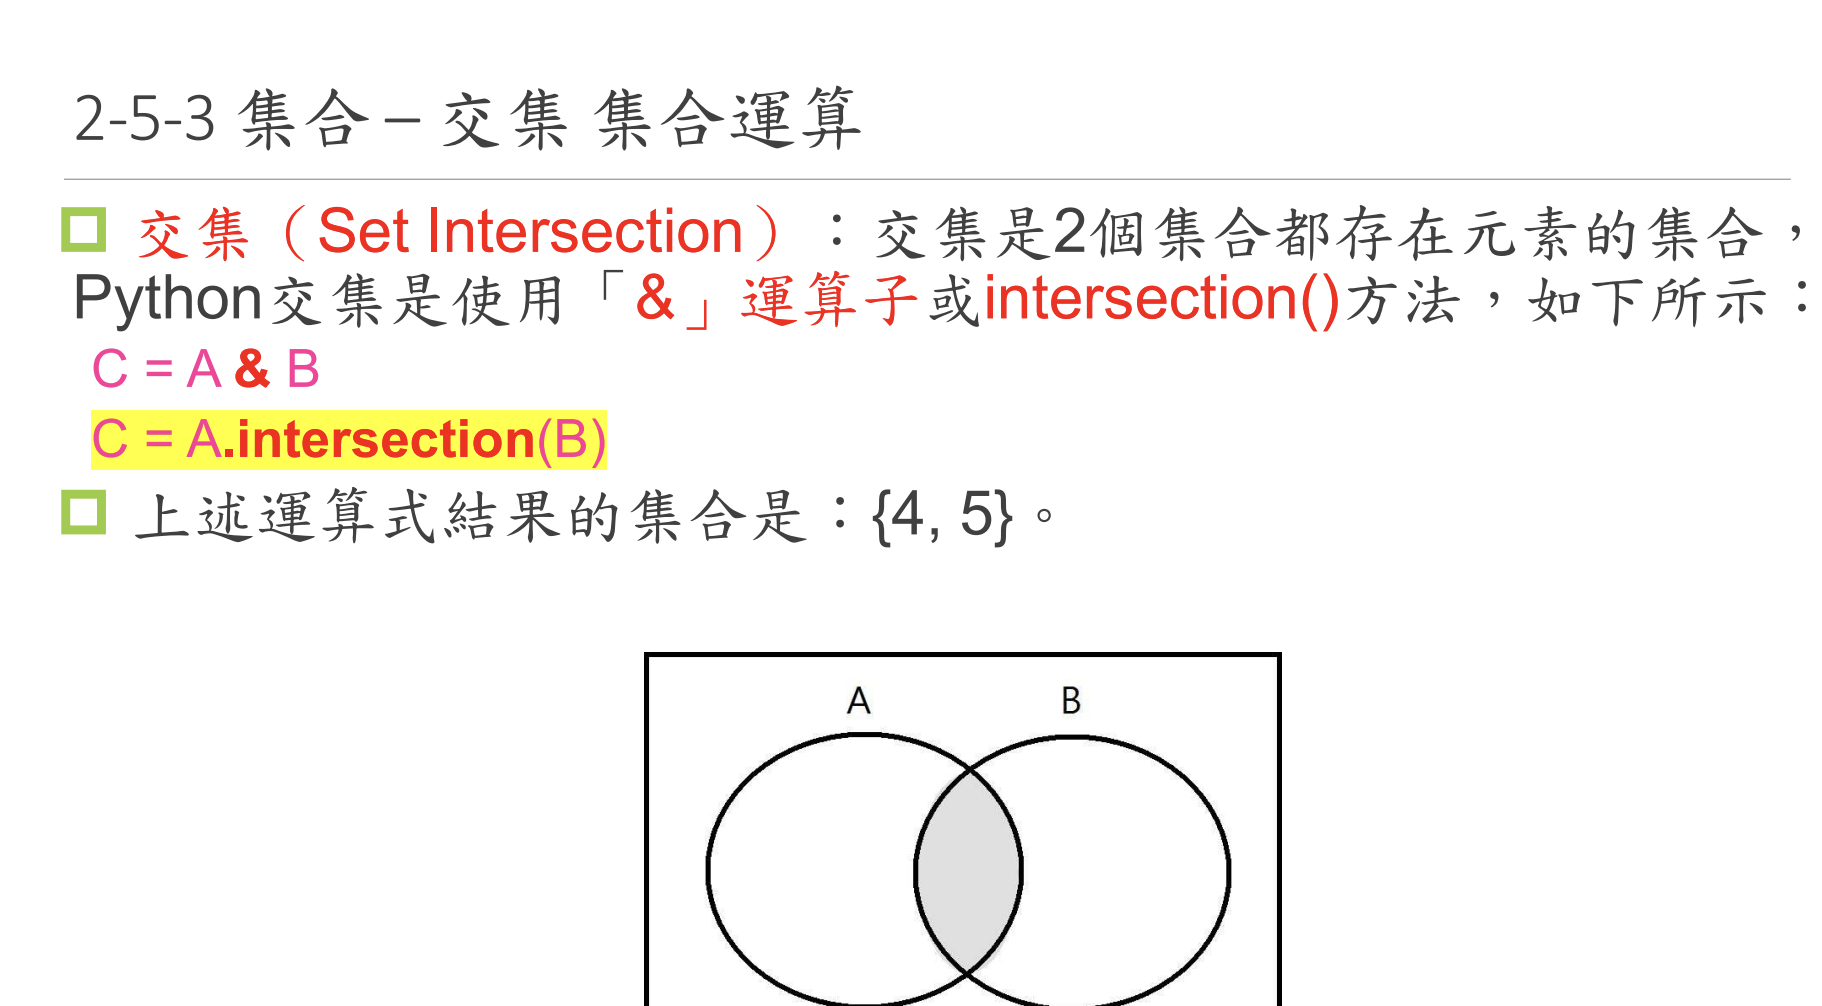 2-5-3 集合 – 交集 集合運算
交集（Set Intersection）：交集是2個集合都存在元素的集合，
Python交集是使用「&」運算子或intersection()方法，如下所示：
C = A & B
C = A.intersection(B)
上述運算式結果的集合是：{4, 5}。
A B